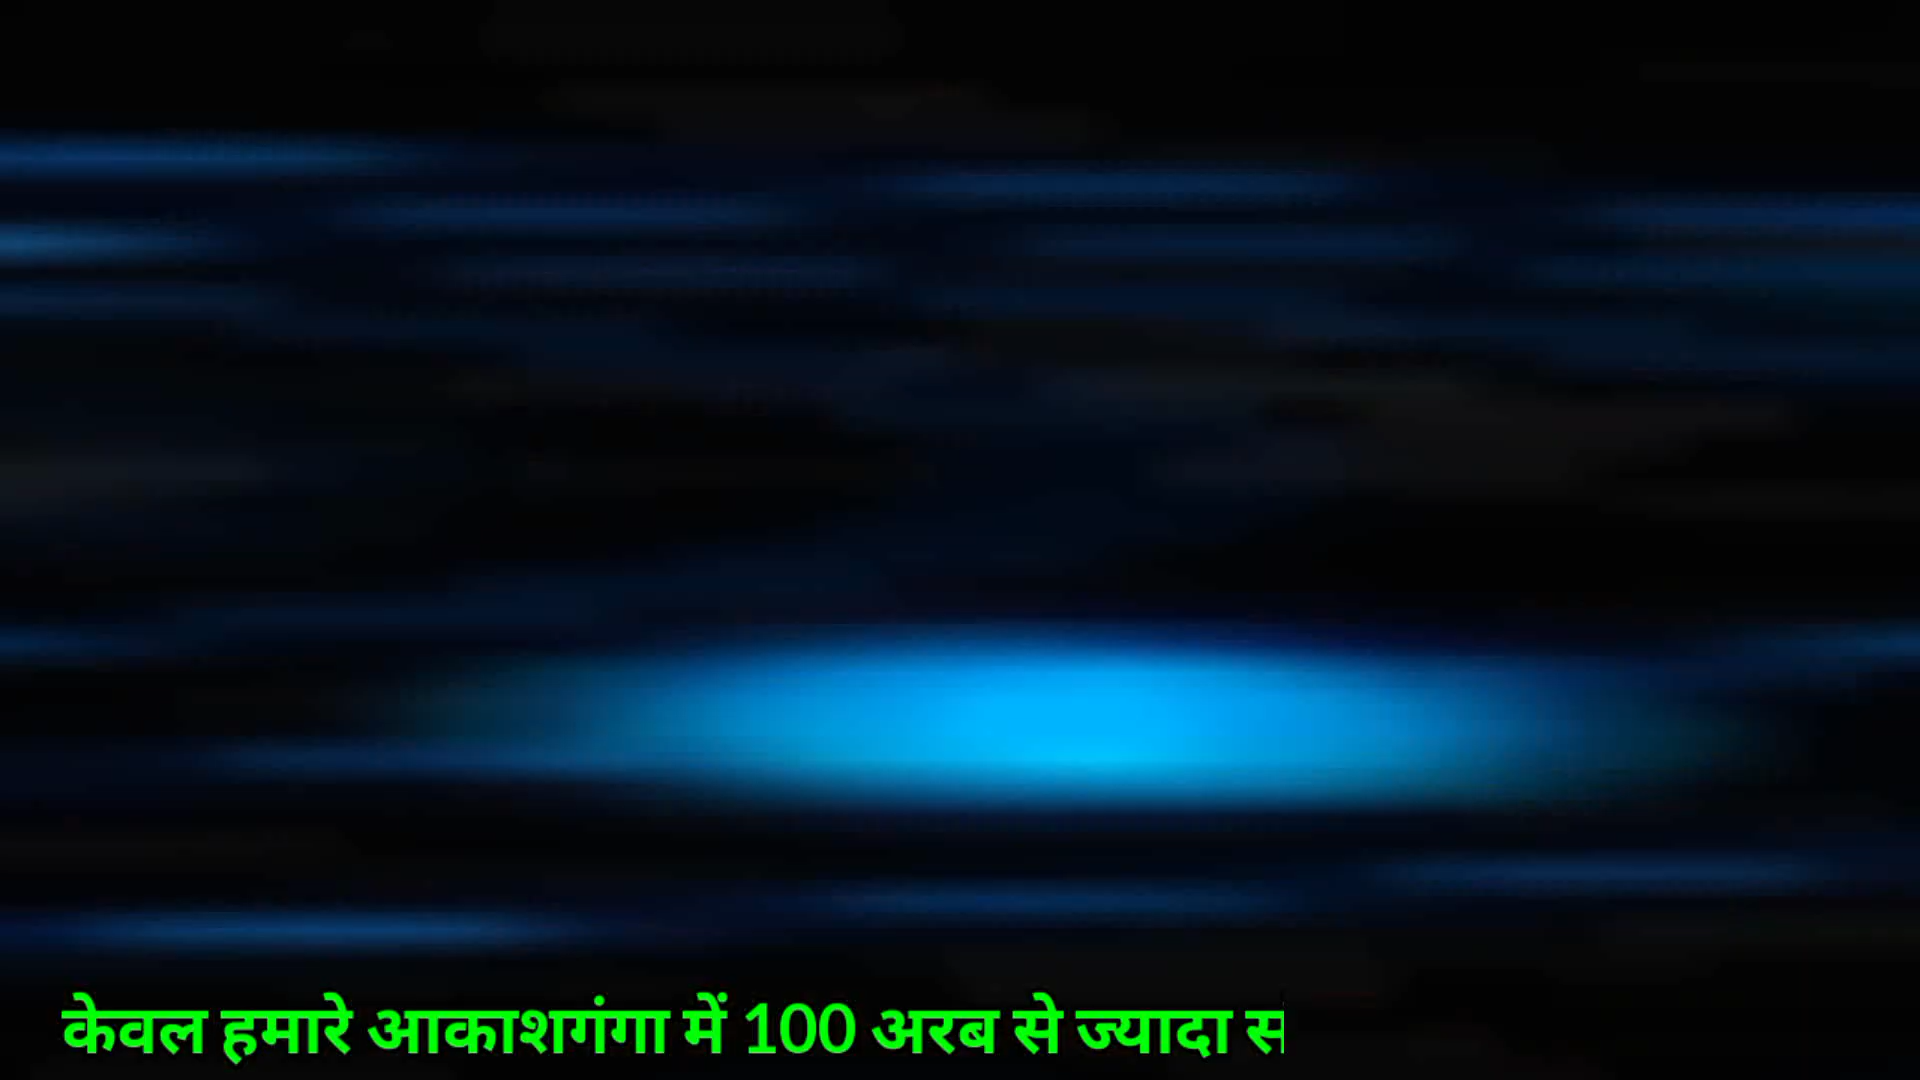 केवल हमारे आकाशगंगा में 100 अरब से ज्यादा